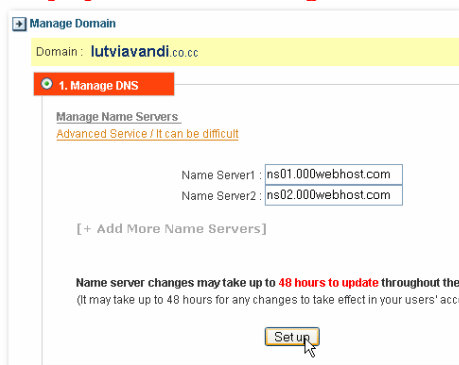 Manage Domain
Domain : lutviavandi.co.cc
1. Manage DNS
Manage Name Servers
Advanced Service / It can be difficult
Name Server1 : ns01.000webhost.com
Name Server2 : ns02.000webhost.com
[+ Add More Name Servers]
Name server changes may take up to 48 hours to update throughout the
(It may take up to 48 hours for any changes to take effect in your users' acc
Set up